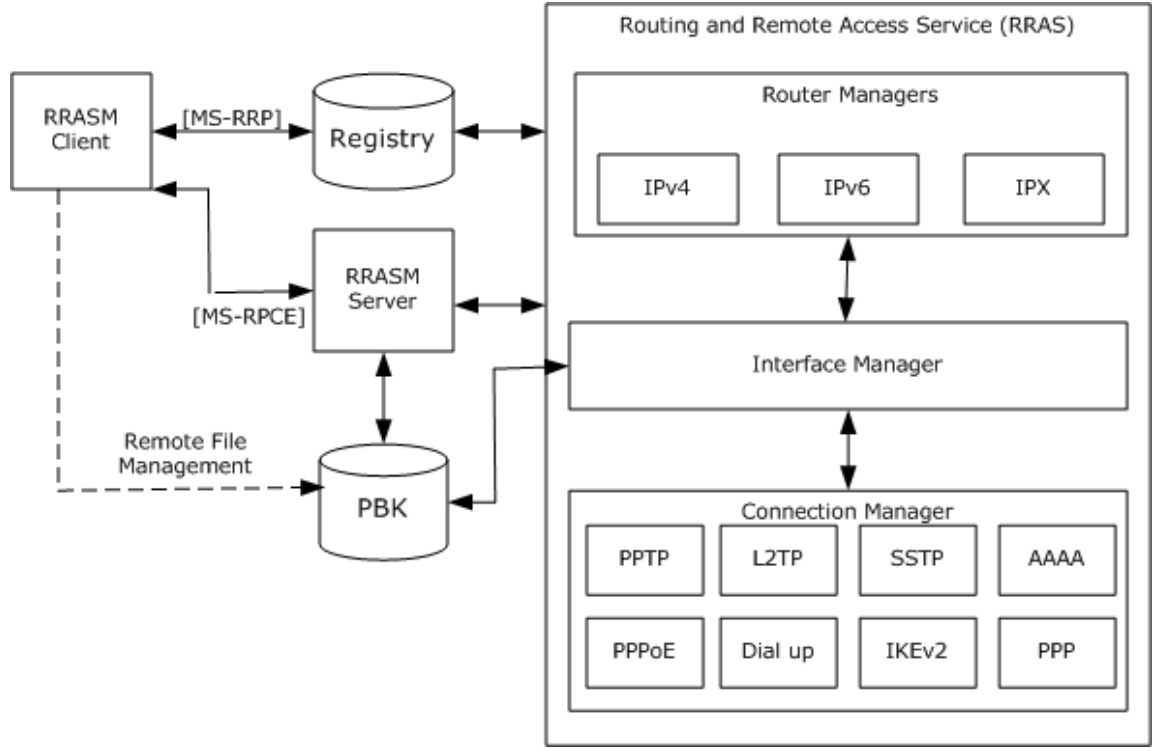 Routing and Remote Access Service (RRAS)
RRASM
Client
[MS-RRP]
Registry
Router Managers
IPv4
IPv6
IPX
RRASM
Server
[MS-RPCE]
Interface Manager
Remote File
Management
PBK
Connection Manager
PPTP
L2TP
SSTP
AAAA
PPPoE
Dial up
IKEv2
PPP